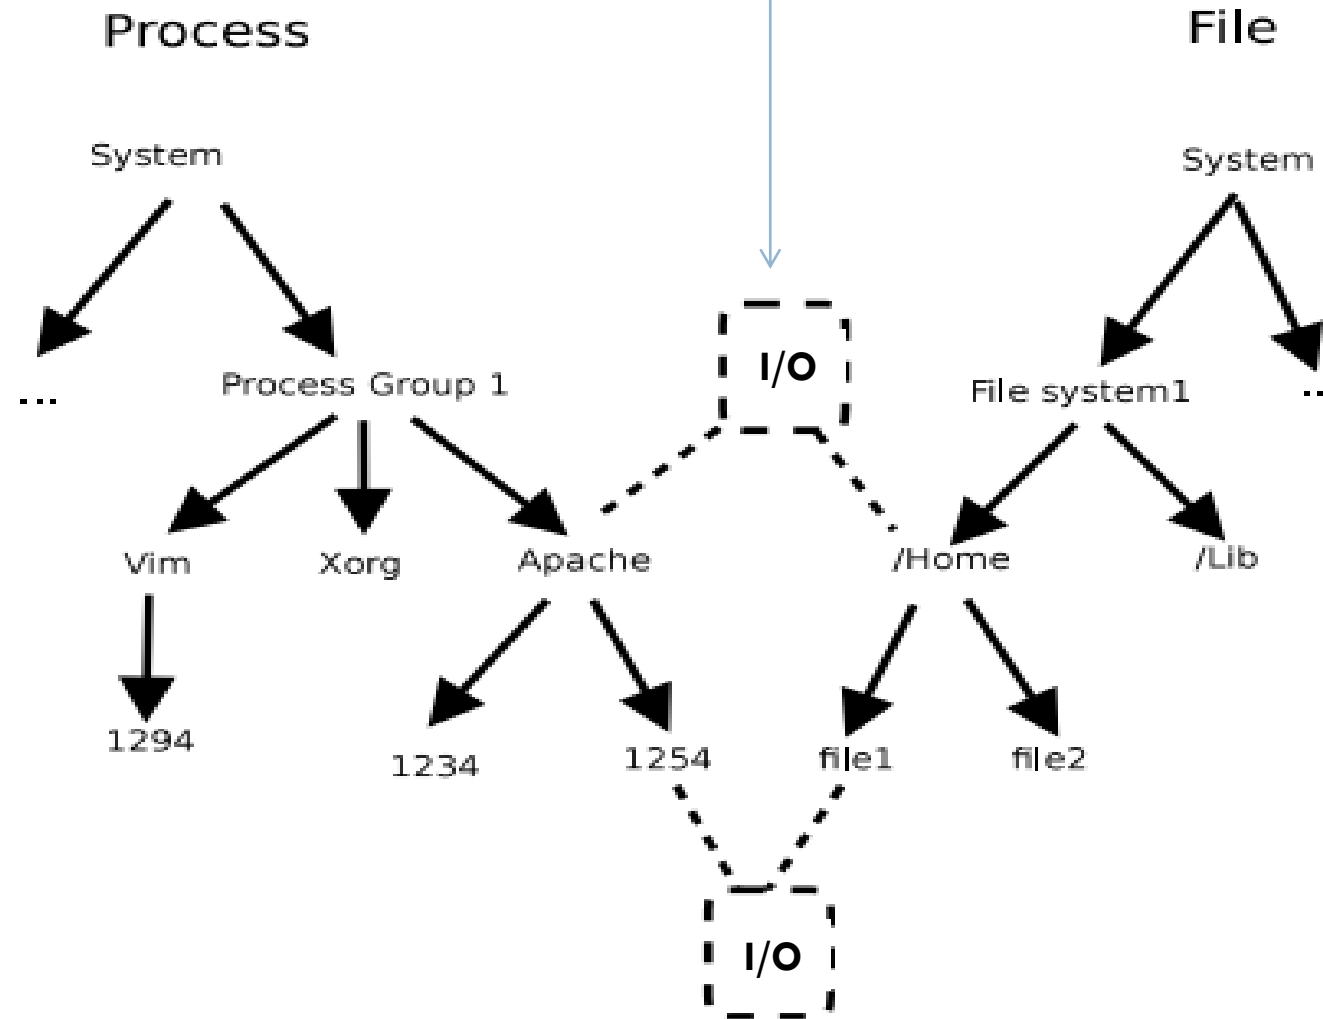 Process
File
System
System
...
Process Group 1
I/O
File system1
..
Vim
Xorg
Apache
/Home
/Lib
1294
1234
1254
file1
file2
I/O